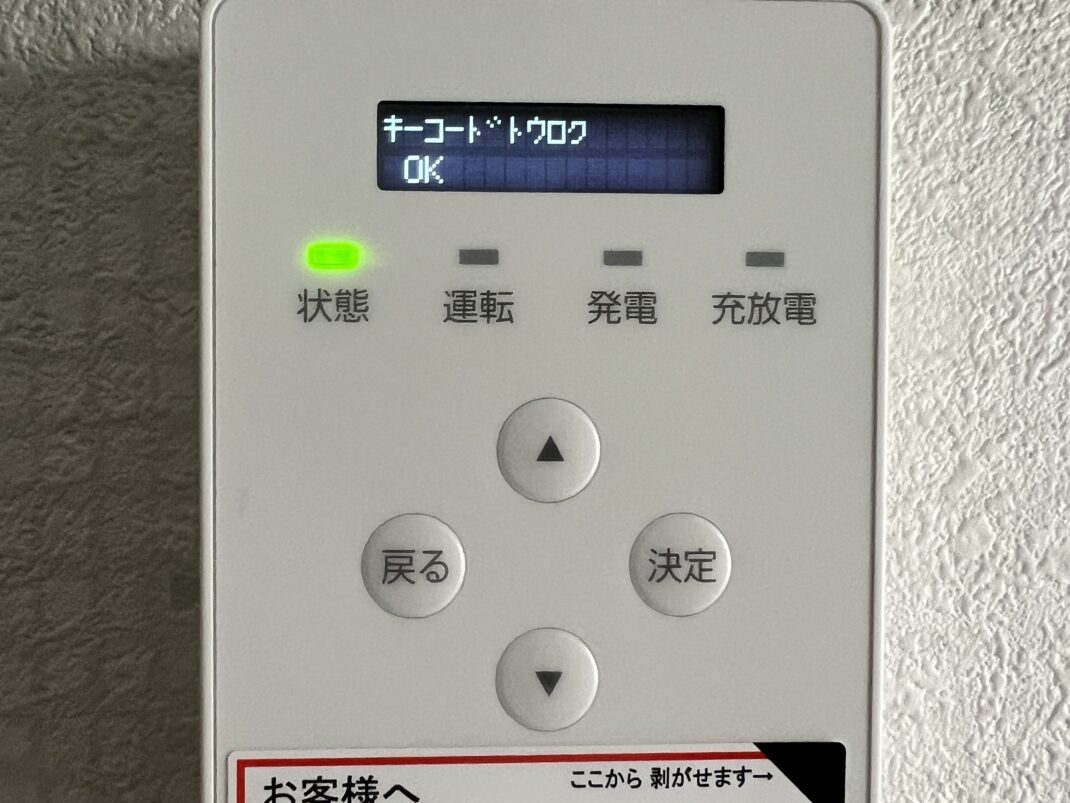 キーコード トウロク
OK
状態 運転 発電 充放電
▲
戻る 決定
▼
ここから 剥がせます→
お客様へ